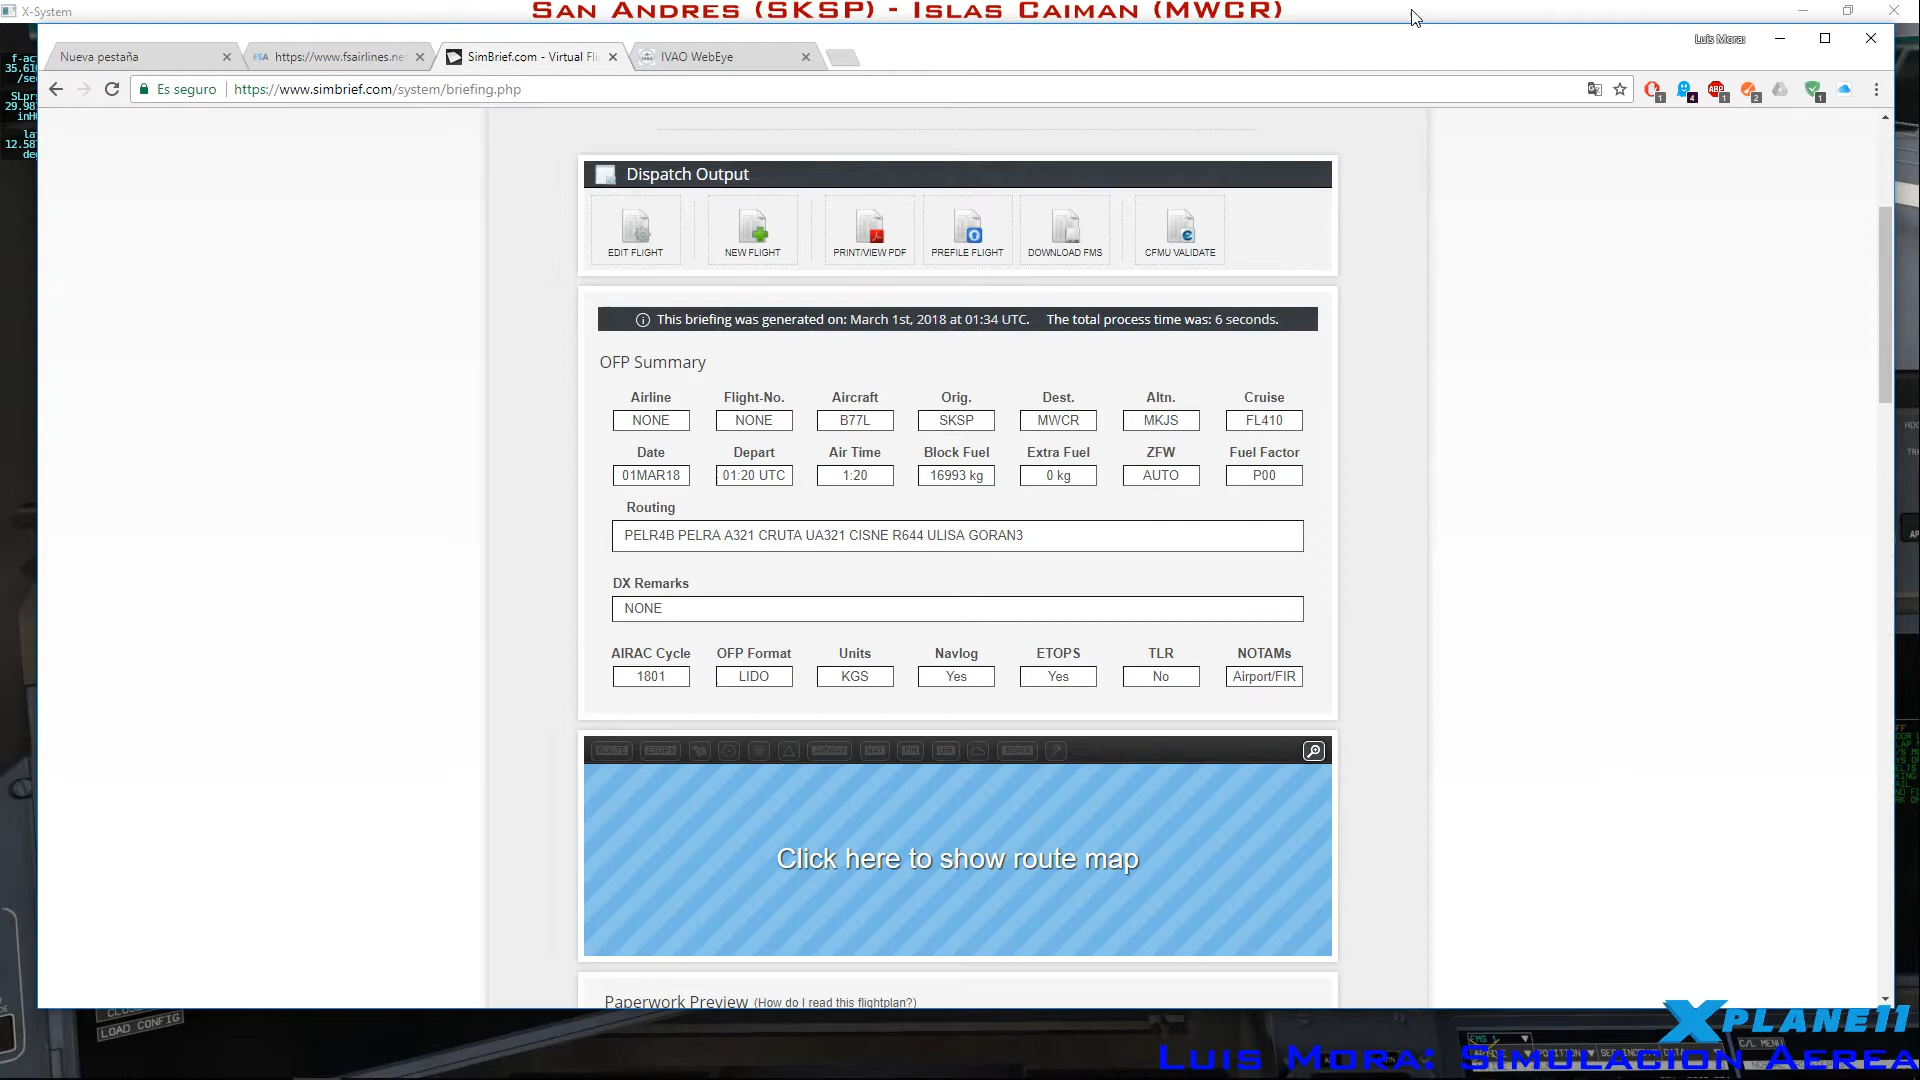 X-System
San Andres (SKSP) - Islas Caiman (MWCR)
Luis Mora:
Nueva pestaña
FSA https://www.fsairlines.ne
SimBrief.com - Virtual Fli
IVAO WebEye
Es seguro
https://www.simbrief.com/system/briefing.php
Dispatch Output
EDIT FLIGHT NEW FLIGHT PRINT/VIEW PDF PREFILE FLIGHT DOWNLOAD FMS CFMU VALIDATE
This briefing was generated on: March 1st, 2018 at 01:34 UTC. The total process time was: 6 seconds.
OFP Summary
Airline Flight-No. Aircraft Orig. Dest. Altn. Cruise
NONE NONE B77L SKSP MWCR MKJS FL410
Date Depart Air Time Block Fuel Extra Fuel ZFW Fuel Factor
01MAR18 01:20 UTC 1:20 16993 kg 0 kg AUTO P00
Routing
PELR4B PELRA A321 CRUTA UA321 CISNE R644 ULISA GORAN3
DX Remarks
NONE
AIRAC Cycle OFP Format Units Navlog ETOPS TLR NOTAMs
1801 LIDO KGS Yes Yes No Airport/FIR
Click here to show route map
Paperwork Preview (How do I read this flightplan?)
LOAD CONFIG
C/L MENU
XPLANE11
Luis Mora: Simulacion Aerea